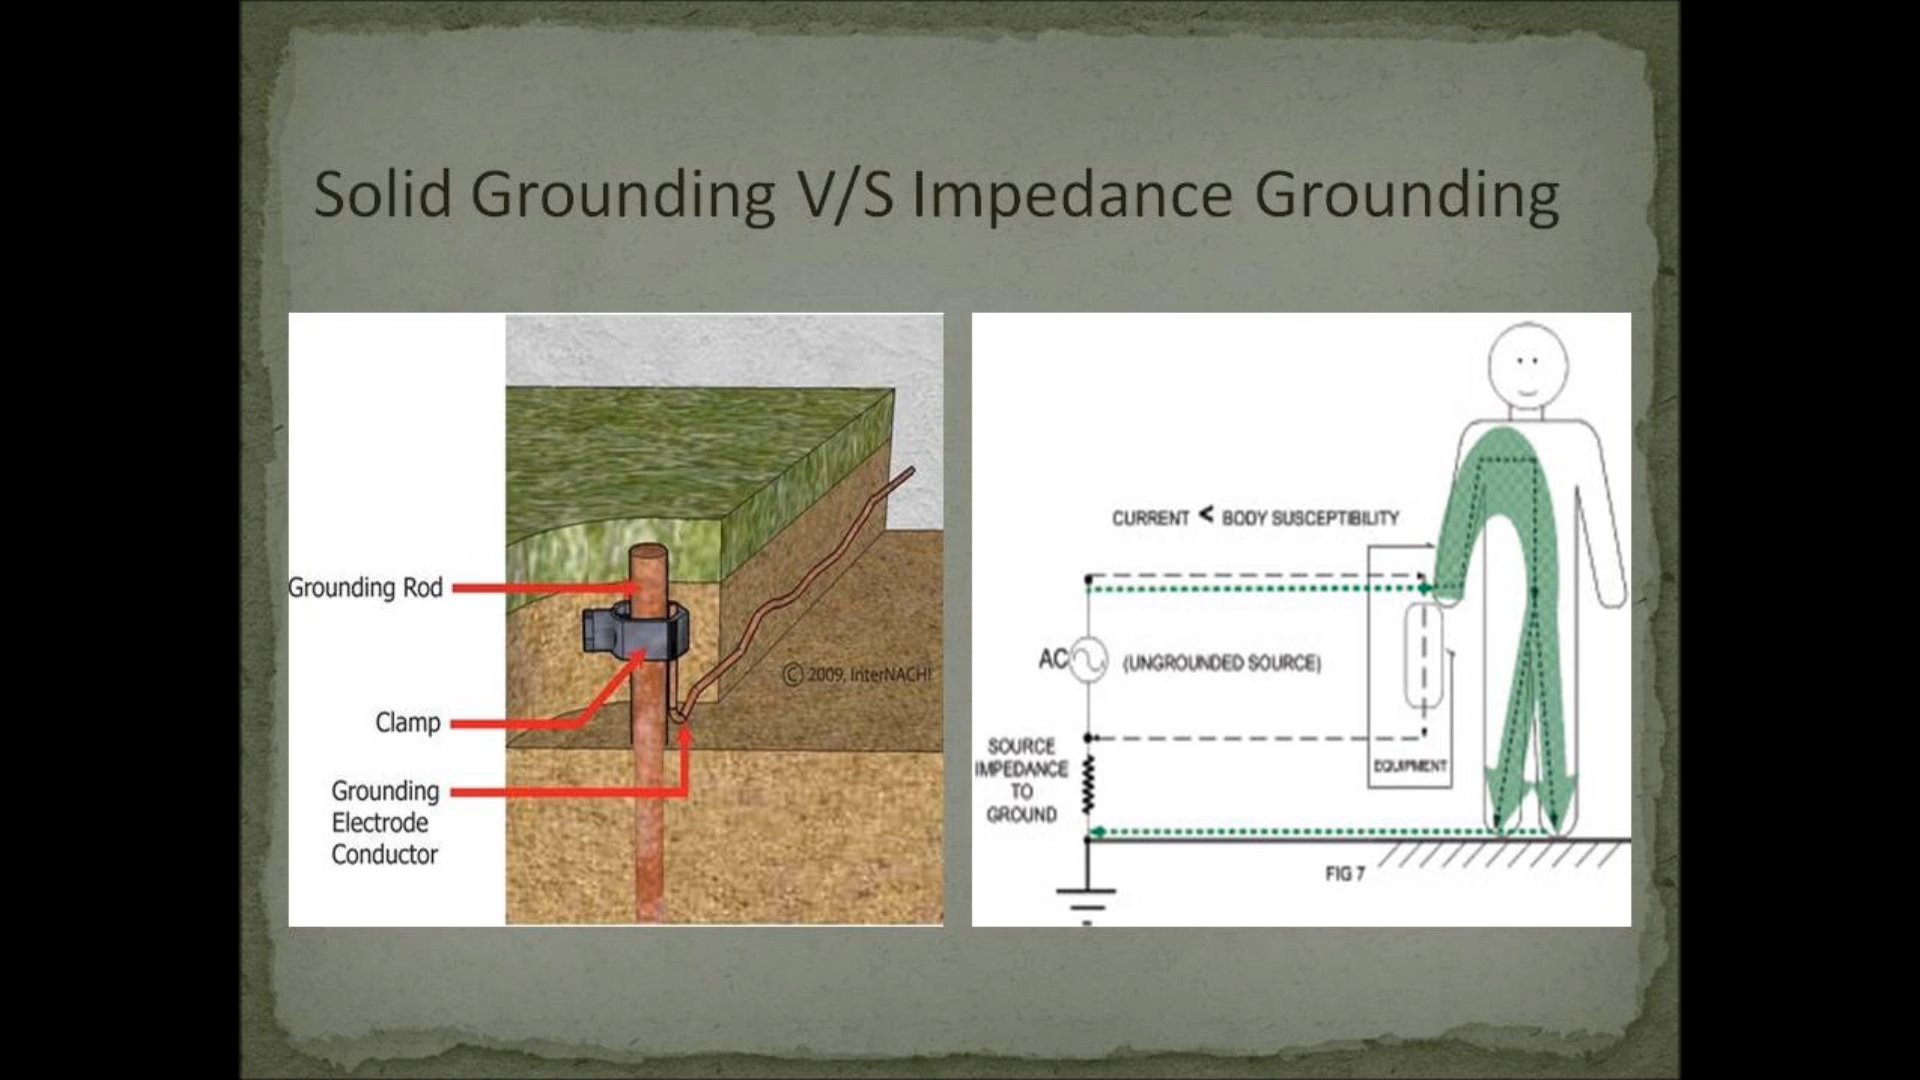 Solid Grounding V/S Impedance Grounding
Grounding Rod
Clamp
Grounding
Electrode
Conductor
© 2009, InterNACHI
CURRENT < BODY SUSCEPTIBILITY
AC
(UNGROUNDED SOURCE)
SOURCE
IMPEDANCE
TO
GROUND
EQUIPMENT
FIG 7